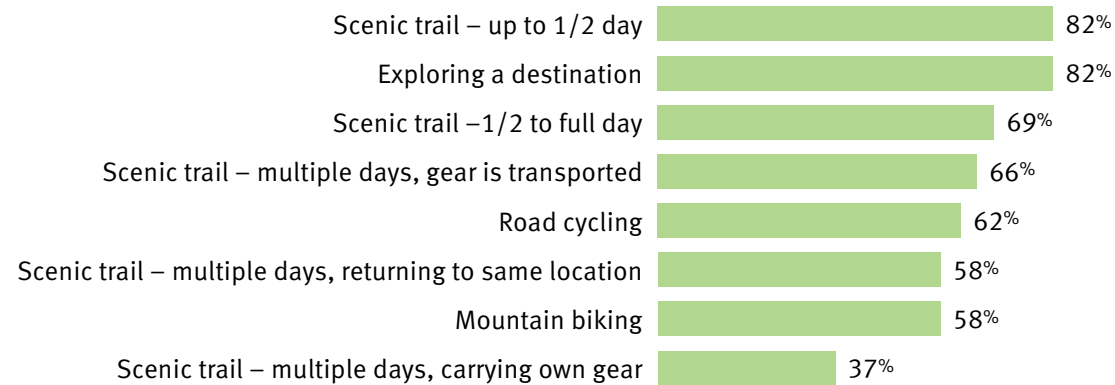 Scenic trail – up to 1/2 day 82%
Exploring a destination 82%
Scenic trail –1/2 to full day 69%
Scenic trail – multiple days, gear is transported 66%
Road cycling 62%
Scenic trail – multiple days, returning to same location 58%
Mountain biking 58%
Scenic trail – multiple days, carrying own gear 37%